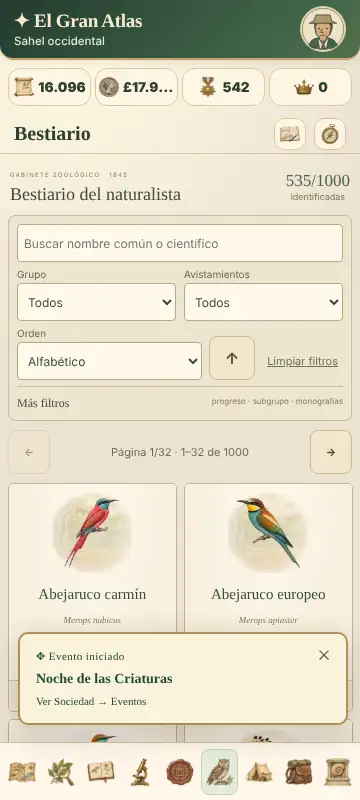 ✦ El Gran Atlas
Sahel occidental
16.096
£17.9...
542
0
Bestiario
GABINETE ZOOLÓGICO · 1842
Bestiario del naturalista
535/1000
identificadas
Buscar nombre común o científico
Grupo
Avistamientos
Todos
Todos
Orden
Alfabético
↑
Limpiar filtros
Más filtros
progreso · subgrupo · monografías
←
Página 1/32 · 1–32 de 1000
→
Abejaruco carmín
Abejaruco europeo
Merops nubicus
Merops apiaster
✥ Evento iniciado
Noche de las Criaturas
Ver Sociedad → Eventos